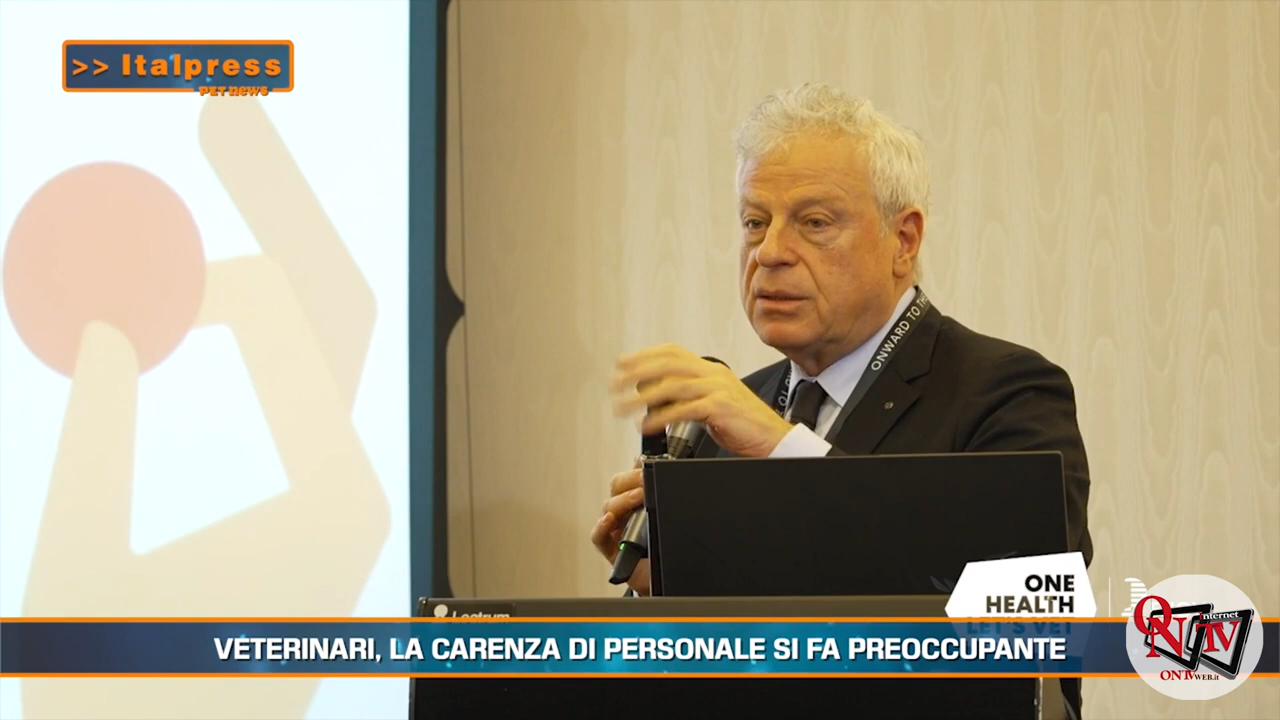 >> Italpress
PET news
ONWARD TO THE
Lectrum
ONE
HEALTH
LET'S VET
VETERINARI, LA CARENZA DI PERSONALE SI FA PREOCCUPANTE
ON internet
TV
ONTVWEB.it